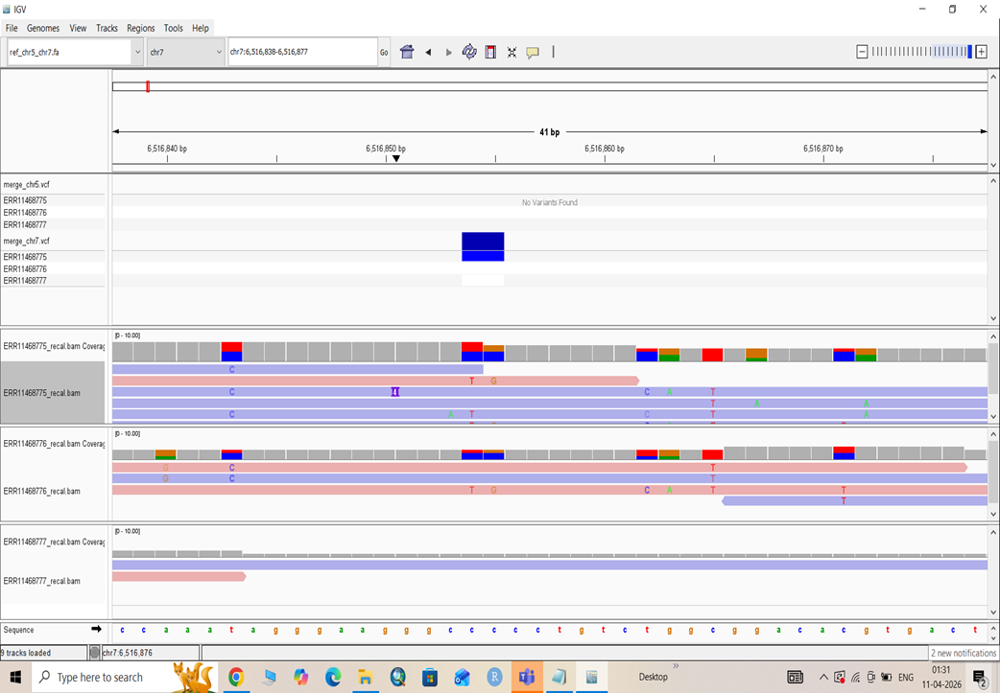 IGV
File Genomes View Tracks Regions Tools Help
ref_chr5_chr7.fa chr7 chr7:6,516,838-6,516,877 Go
41 bp
6,516,840 bp 6,516,850 bp 6,516,860 bp 6,516,870 bp
merge_chr5.vcf
ERR11468775
No Variants Found
ERR11468776
ERR11468777
merge_chr7.vcf
ERR11468775
ERR11468776
ERR11468777
[0 - 10.00]
ERR11468775_recal.bam Coverag
C
T G
ERR11468775_recal.bam
C II C A T
T A A
C A T C T A
[0 - 10.00]
ERR11468776_recal.bam Coverag
G C T
G C T
ERR11468776_recal.bam
T G C A T T
T
[0 - 10.00]
ERR11468777_recal.bam Coverag
ERR11468777_recal.bam
Sequence c c a a a t a g g g a a g g g c c c c c t g t c t g g c g g a c a c g t g a c t
9 tracks loaded chr7:6,516,876 2 new notifications
Type here to search Desktop ENG 01:31
11-04-2026
2